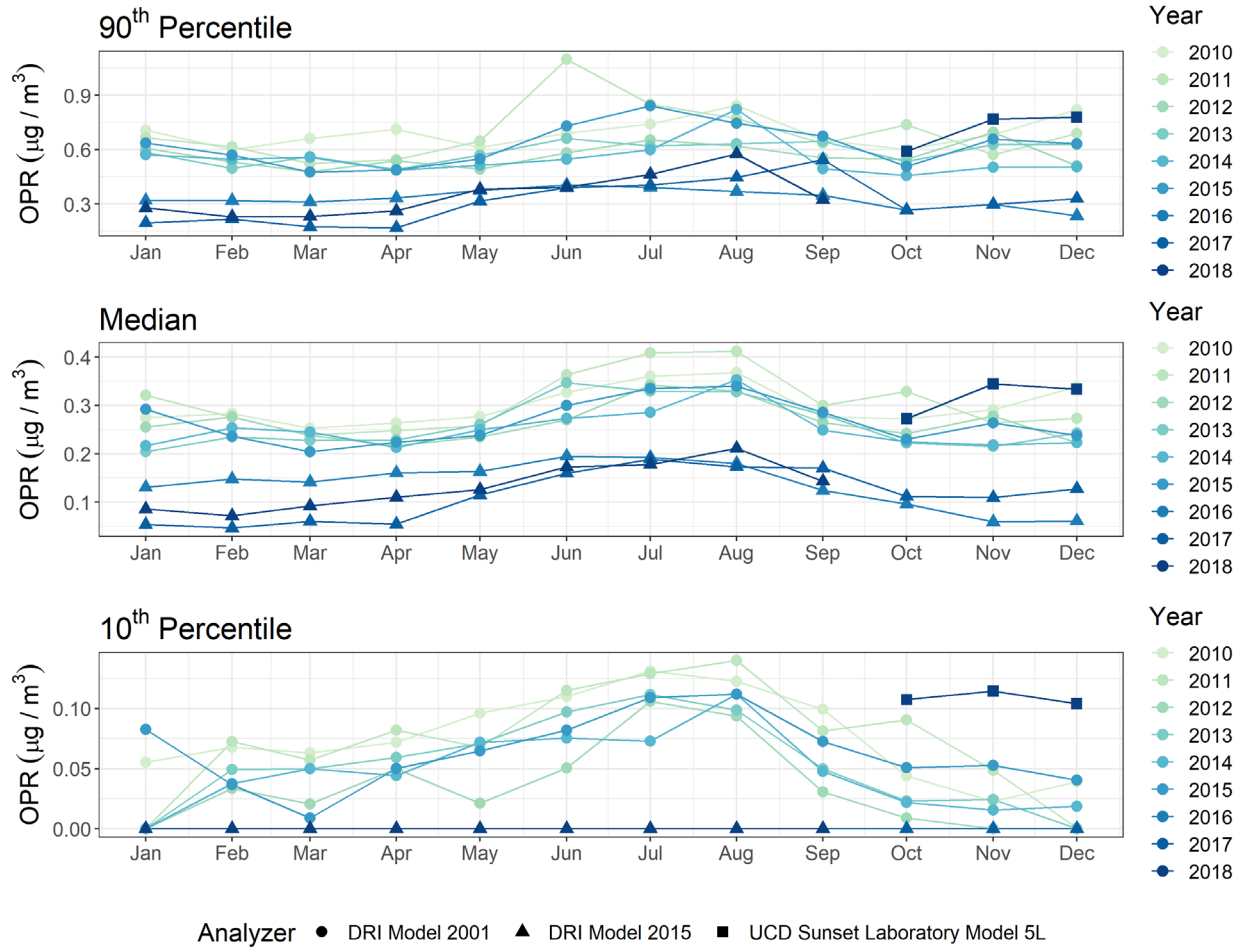 90th Percentile
OPR (µg / m³)
0.9
0.6
0.3
Jan Feb Mar Apr May Jun Jul Aug Sep Oct Nov Dec
Year
2010
2011
2012
2013
2014
2015
2016
2017
2018
Median
OPR (µg / m³)
0.4
0.3
0.2
0.1
Jan Feb Mar Apr May Jun Jul Aug Sep Oct Nov Dec
Year
2010
2011
2012
2013
2014
2015
2016
2017
2018
10th Percentile
OPR (µg / m³)
0.10
0.05
0.00
Jan Feb Mar Apr May Jun Jul Aug Sep Oct Nov Dec
Year
2010
2011
2012
2013
2014
2015
2016
2017
2018
Analyzer DRI Model 2001 DRI Model 2015 UCD Sunset Laboratory Model 5L